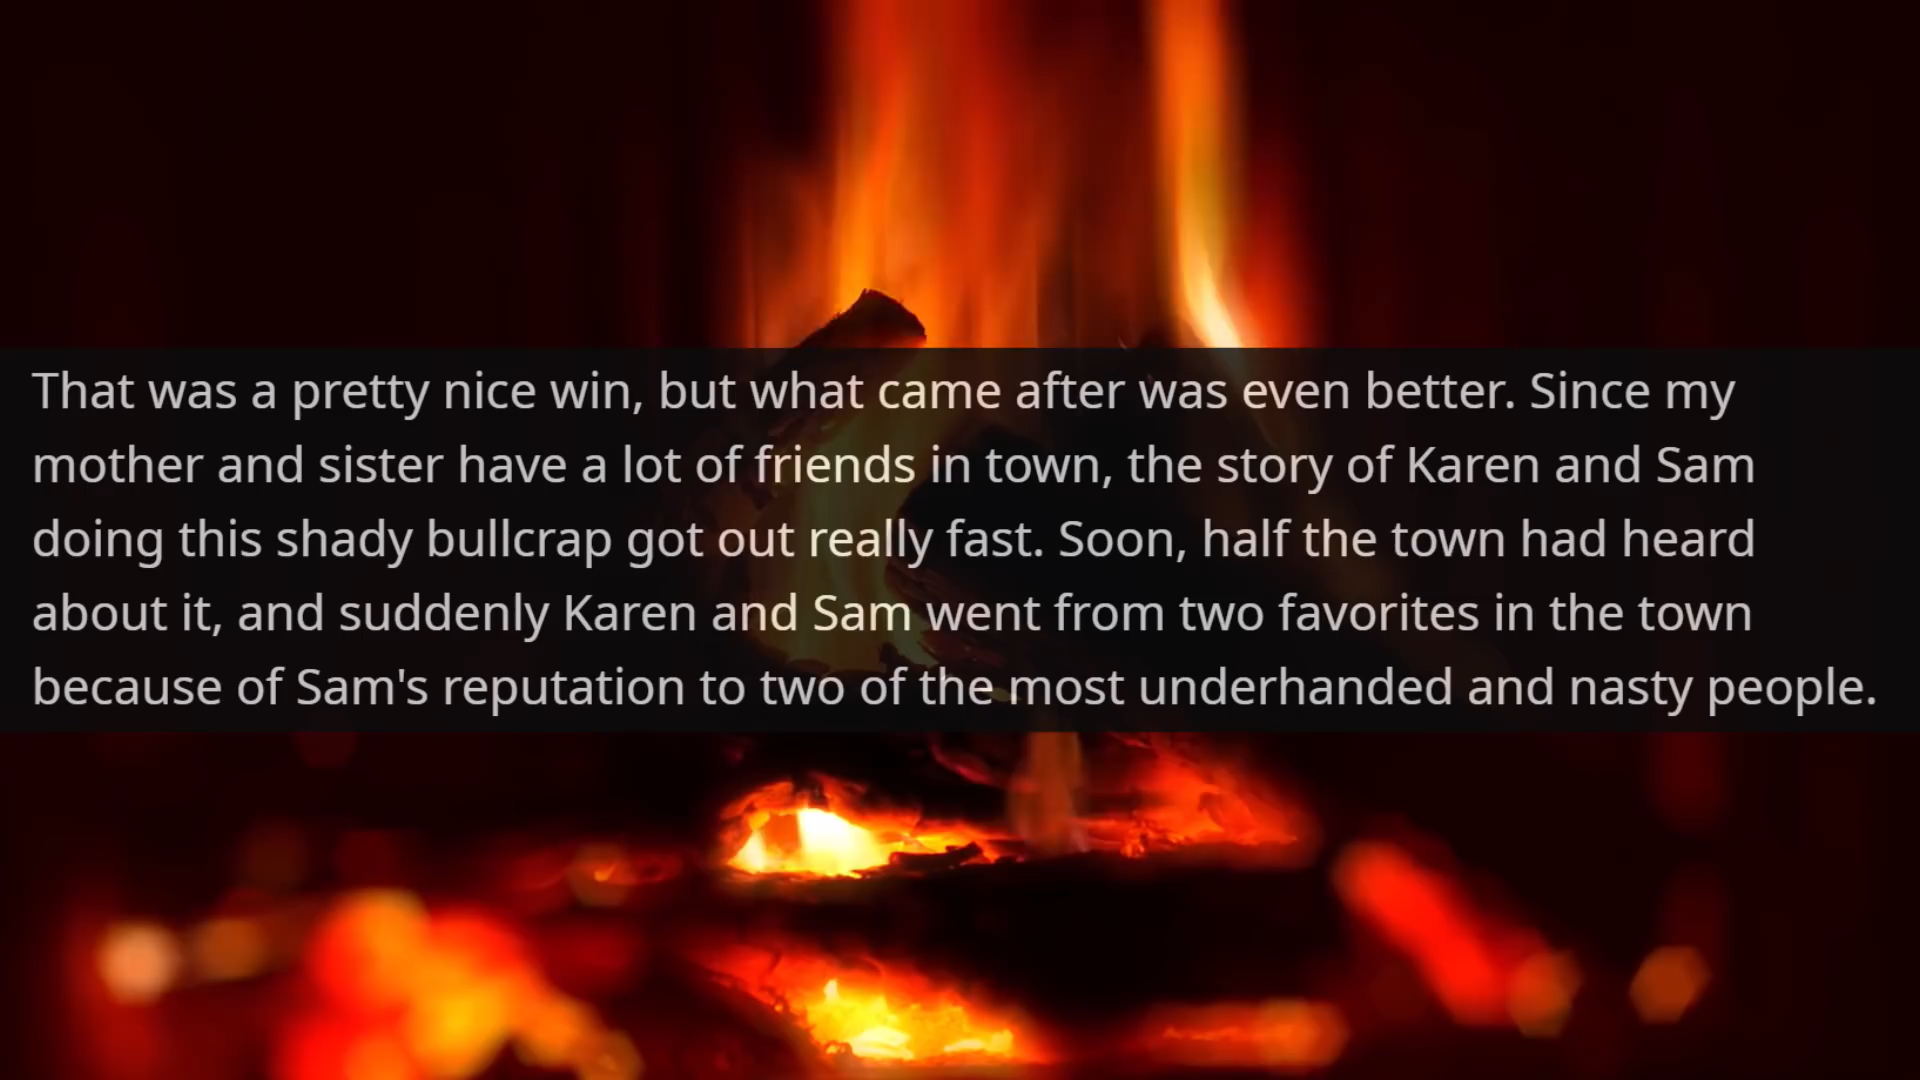 That was a pretty nice win, but what came after was even better. Since my
mother and sister have a lot of friends in town, the story of Karen and Sam
doing this shady bullcrap got out really fast. Soon, half the town had heard
about it, and suddenly Karen and Sam went from two favorites in the town
because of Sam's reputation to two of the most underhanded and nasty people.